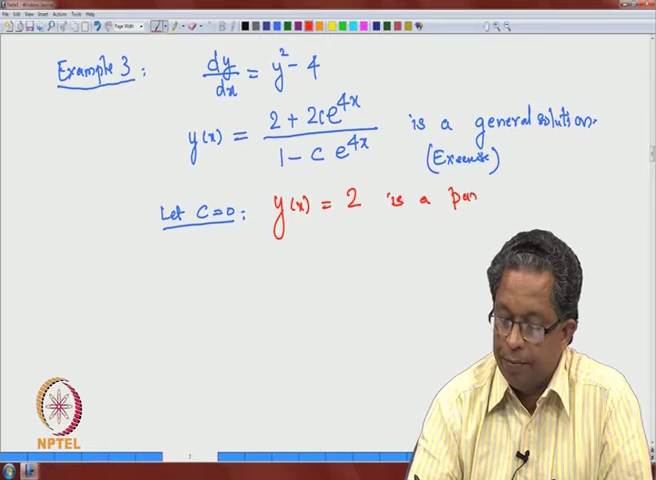 Example 3 : dy/dx = y² - 4
y(x) = (2 + 2ce^4x)/(1 - c e^4x) is a general solution.
(Exercise)
Let C = 0 : y(x) = 2 is a par
NPTEL